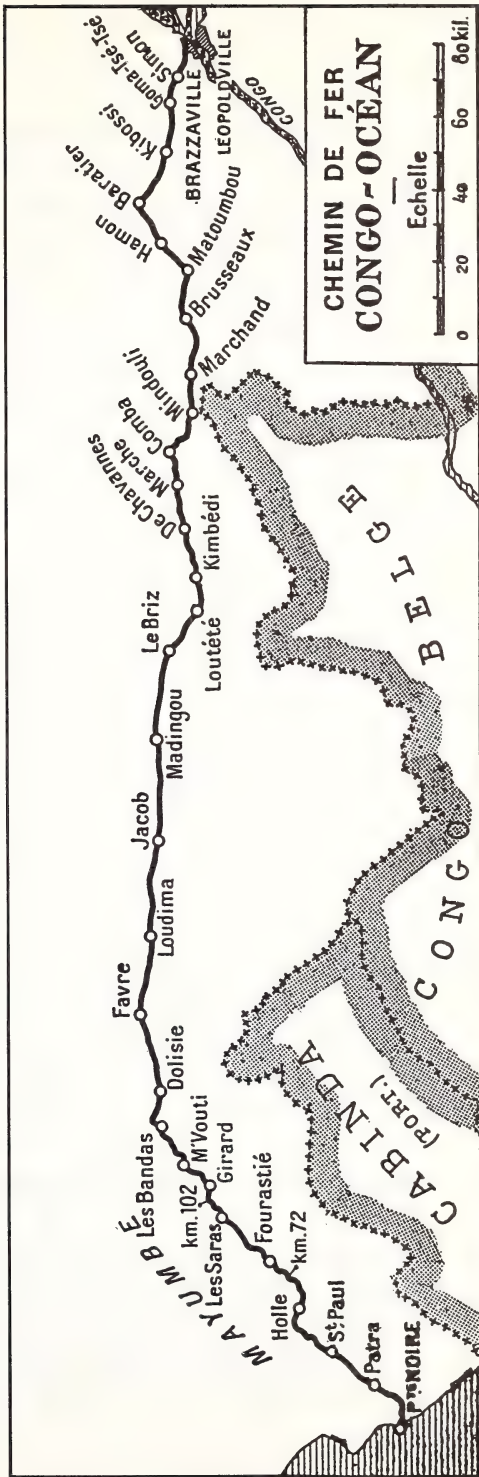 CHEMIN DE FER
CONGO-OCÉAN
Echelle
0 20 40 60 80 kil.
Pte NOIRE
Patra
St Paul
Holle
km.72
Fourastié
Les Saras
km.102
Girard
M'Vouti
Les Bandas
MAYUMBÉ
Dolisie
Favre
Loudima
Jacob
Madingou
Le Briz
Loutété
Kimbédi
De Chavannes
Marche
Comba
Mindouli
Marchand
Brusseaux
Matoumbou
Hamon
Baratier
Kibossi
Goma-Tsé-Tsé
Simon
BRAZZAVILLE
LÉOPOLDVILLE
CONGO
CABINDA
(PORT.)
CONGO BELGE